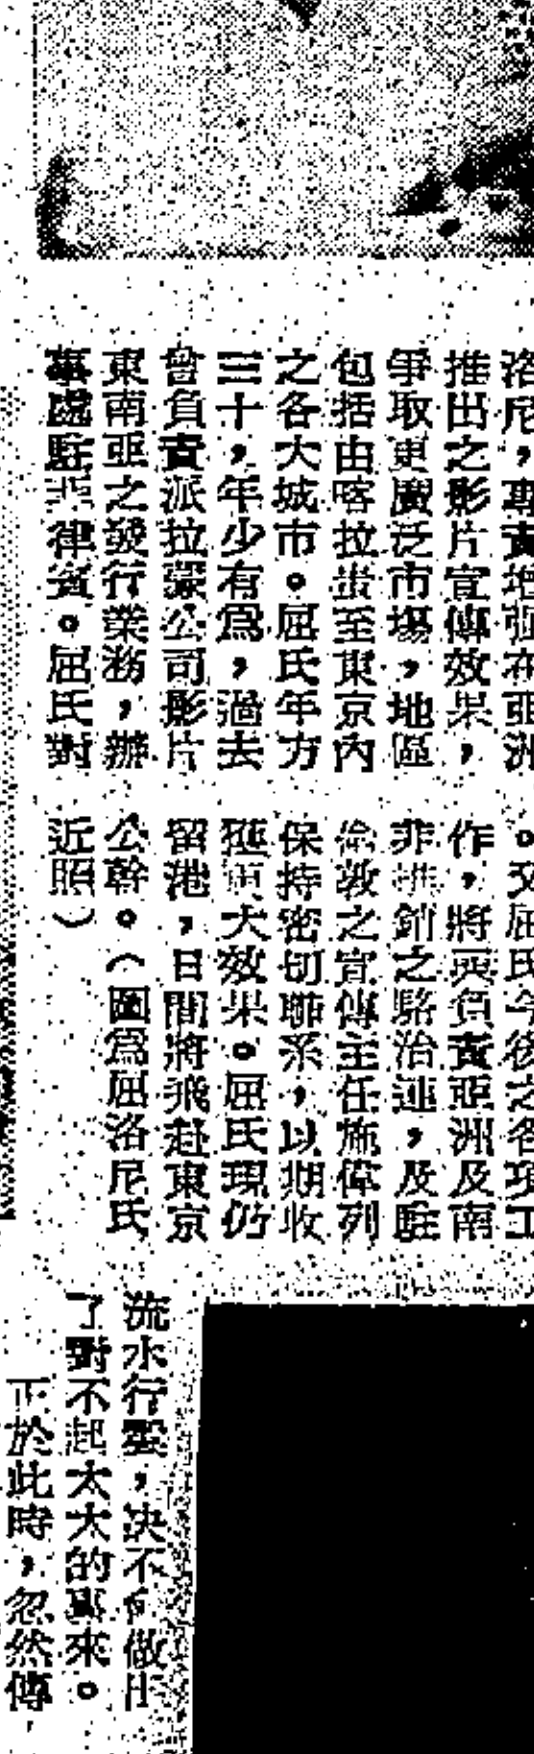 洛尼，專責增强在亞洲
推出之影片宣傳效果，
爭取更廣泛市場，地區
包括由喀拉蚩至東京內
之各大城市。屈氏年方
三十，年少有爲，過去
曾負責派拉蒙公司影片
東南亞之發行業務，辦
事處駐菲律賓。屈氏對
。又屈氏今後之各項工
作，將兼負責亞洲及南
非推銷之駱治連，及駐
倫敦之宣傳主任施偉列
保持密切聯系，以期收
獲更大效果。屈氏現仍
留港，日間將飛赴東京
公幹。（圖爲屈洛尼氏
近照）
流水行雲，决不會做出
了對不起太太的事來。
正於此時，忽然傳